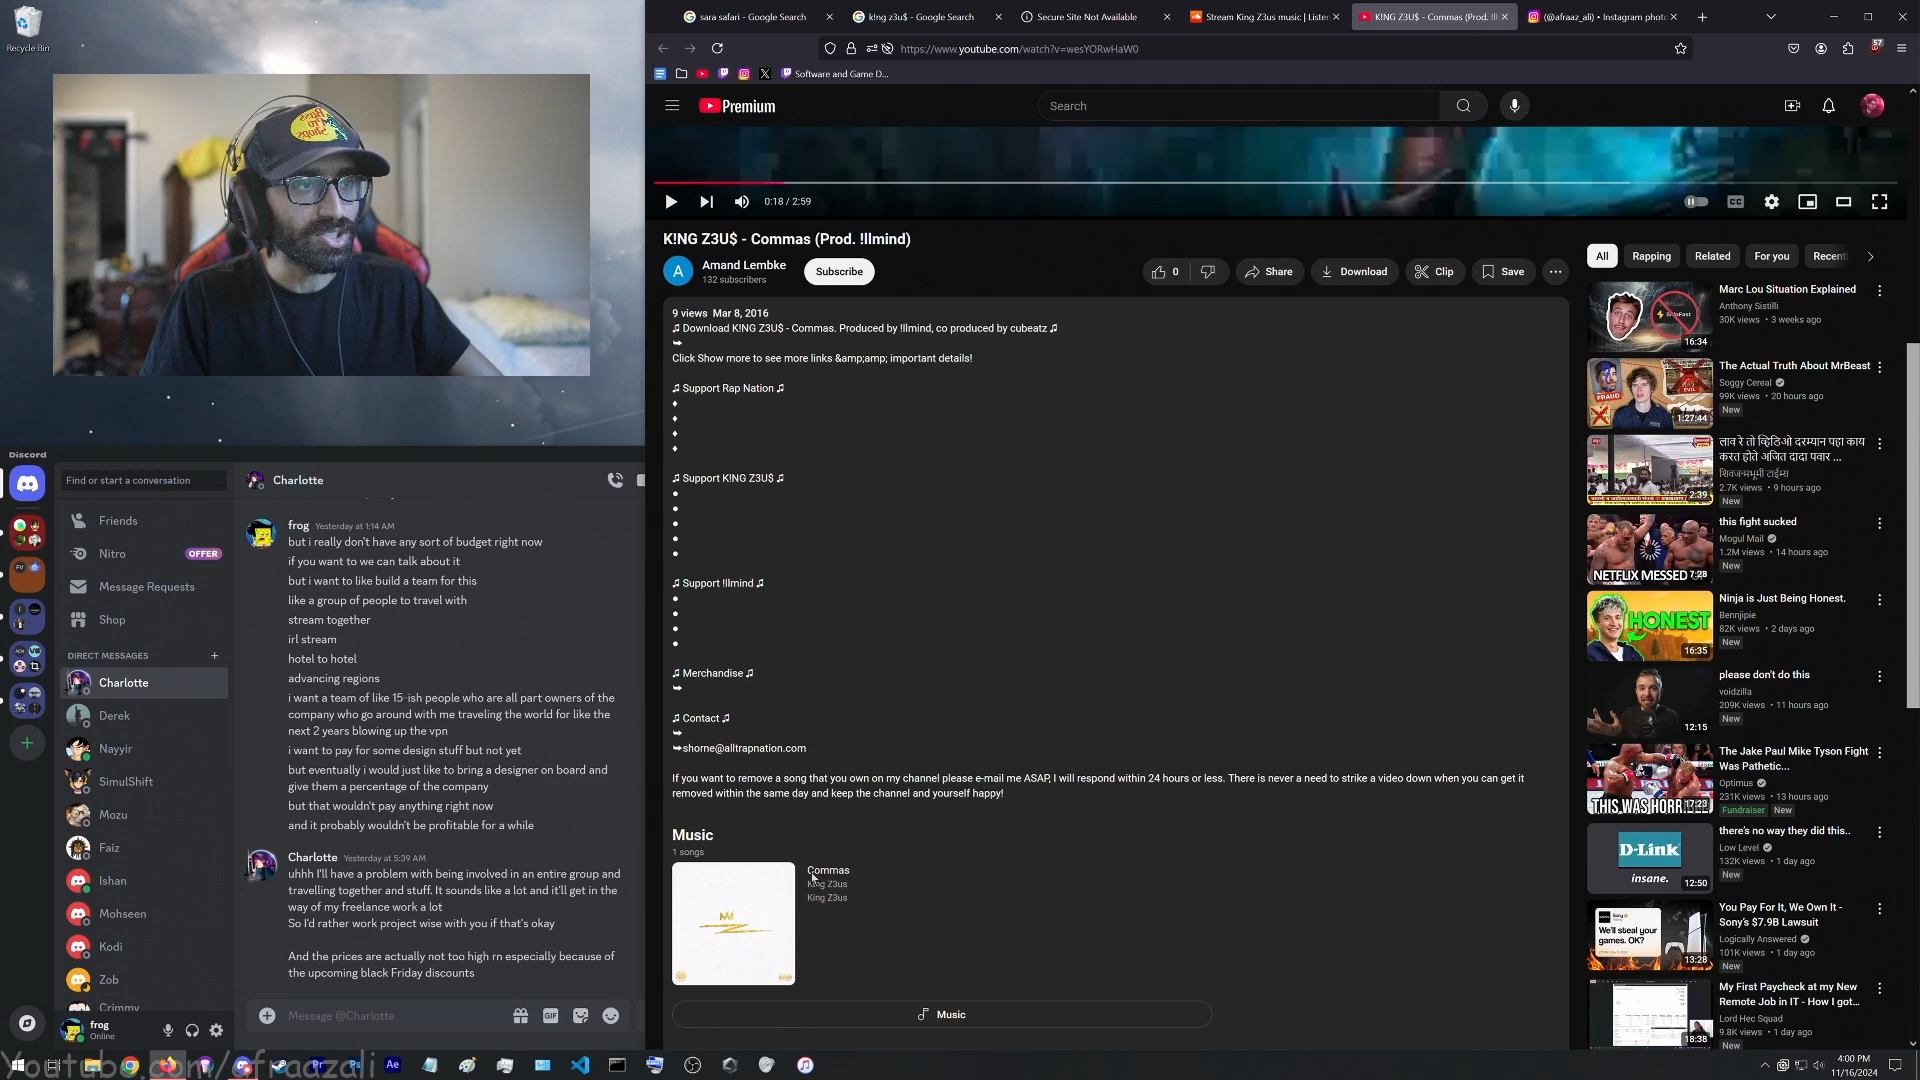 Recycle Bin
Discord
Find or start a conversation
Friends
Nitro
OFFER
Message Requests
Shop
DIRECT MESSAGES
Charlotte
Derek
Nayyir
SimulShift
Mozu
Faiz
Ishan
Mohseen
Kodi
Zob
Crimmy
frog
Online
Charlotte
frog Yesterday at 1:14 AM
but i really don't have any sort of budget right now
if you want to we can talk about it
but i want to like build a team for this
like a group of people to travel with
stream together
irl stream
hotel to hotel
advancing regions
i want a team of like 15-ish people who are all part owners of the
company who go around with me traveling the world for like the
next 2 years blowing up the vpn
i want to pay for some design stuff but not yet
but eventually i would just like to bring a designer on board and
give them a percentage of the company
but that wouldn't pay anything right now
and it probably wouldn't be profitable for a while
Charlotte Yesterday at 5:39 AM
uhhh I'll have a problem with being involved in an entire group and
travelling together and stuff. It sounds like a lot and it'll get in the
way of my freelance work a lot
So I'd rather work project wise with you if that's okay
And the prices are actually not too high rn especially because of
the upcoming black Friday discounts
Message @Charlotte
GIF
sara safari - Google Search
k!ng z3u$ - Google Search
Secure Site Not Available
Stream King Z3us music | Listen
K!NG Z3U$ - Commas (Prod. !ll
(@afraaz_ali) • Instagram phot
https://www.youtube.com/watch?v=wesYORwHaW0
57
Software and Game D...
Premium
Search
0:18 / 2:59
CC
K!NG Z3U$ - Commas (Prod. !llmind)
A
Amand Lembke
132 subscribers
Subscribe
0
Share
Download
Clip
Save
9 views Mar 8, 2016
♫ Download K!NG Z3U$ - Commas. Produced by !llmind, co produced by cubeatz ♫
➥
Click Show more to see more links &amp;amp; important details!
♫ Support Rap Nation ♫
♦
♦
♦
♦
♫ Support K!NG Z3U$ ♫
•
•
•
•
•
♫ Support !llmind ♫
•
•
•
•
♫ Merchandise ♫
➥
♫ Contact ♫
➥
➥shorne@alltrapnation.com
If you want to remove a song that you own on my channel please e-mail me ASAP, I will respond within 24 hours or less. There is never a need to strike a video down when you can get it
removed within the same day and keep the channel and yourself happy!
Music
1 songs
Commas
King Z3us
King Z3us
Music
All
Rapping
Related
For you
Recent
Marc Lou Situation Explained
Anthony Sistilli
30K views • 3 weeks ago
16:34
The Actual Truth About MrBeast
Soggy Cereal
99K views • 20 hours ago
New
FRAUD
EVIL
1:27:44
लाव रे तो व्हिडिओ दरम्यान पहा काय
करत होते अजित दादा पवार ...
शिवजन्मभूमी टाईम्स
2.7K views • 9 hours ago
New
2:39
this fight sucked
Mogul Mail
1.2M views • 14 hours ago
New
NETFLIX MESSED
7:28
Ninja is Just Being Honest.
Bennjipie
82K views • 2 days ago
New
HONEST
16:35
please don't do this
voidzilla
209K views • 11 hours ago
New
12:15
The Jake Paul Mike Tyson Fight
Was Pathetic...
Optimus
231K views • 13 hours ago
Fundraiser New
THIS WAS HORR
17:23
there's no way they did this..
Low Level
132K views • 1 day ago
New
D-Link
insane.
12:50
You Pay For It, We Own It -
Sony's $7.9B Lawsuit
Logically Answered
101K views • 1 day ago
New
We'll steal your
games. OK?
13:28
My First Paycheck at my New
Remote Job in IT - How I got...
Lord Hec Squad
9.8K views • 1 day ago
New
18:38
Youtube.com/afraazali
Pr
Ps
Ae
4:00 PM
11/16/2024